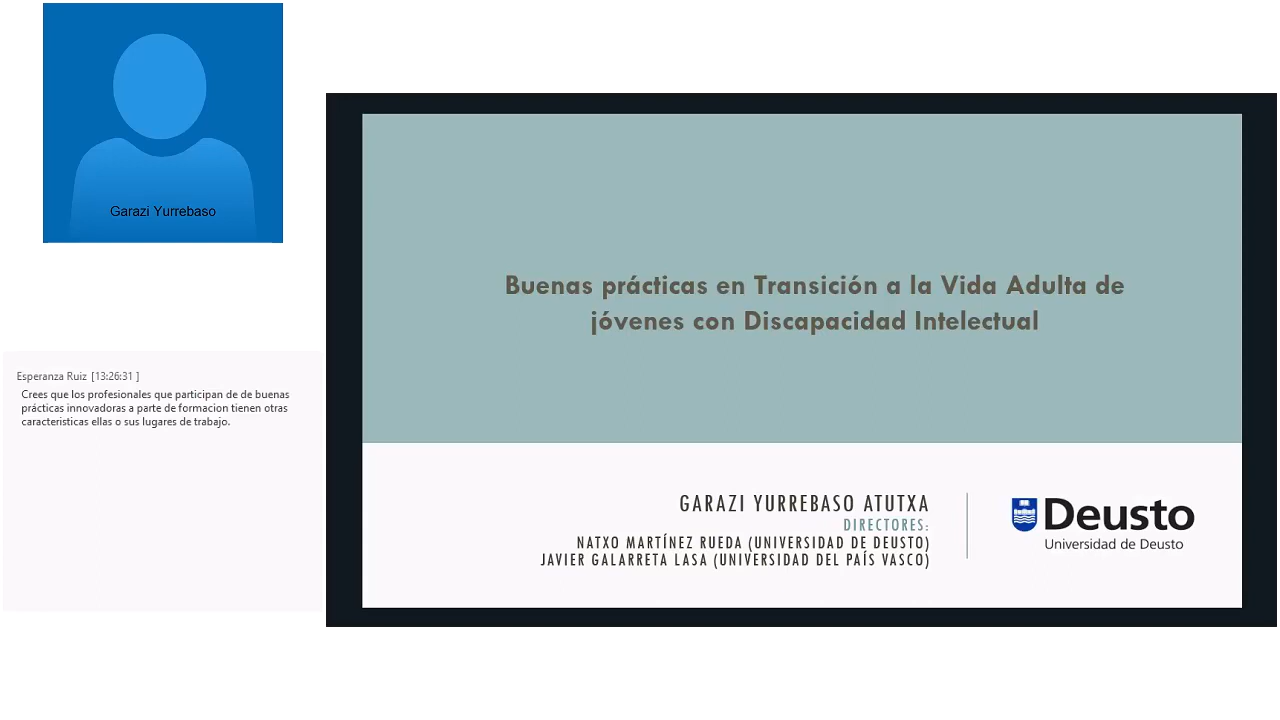 Garazi Yurrebaso
Esperanza Ruiz [13:26:31 ]
Crees que los profesionales que participan de de buenas
prácticas innovadoras a parte de formacion tienen otras
caracteristicas ellas o sus lugares de trabajo.
Buenas prácticas en Transición a la Vida Adulta de
jóvenes con Discapacidad Intelectual
GARAZI YURREBASO ATUTXA
DIRECTORES:
NATXO MARTÍNEZ RUEDA (UNIVERSIDAD DE DEUSTO)
JAVIER GALARRETA LASA (UNIVERSIDAD DEL PAÍS VASCO)
Deusto
Universidad de Deusto